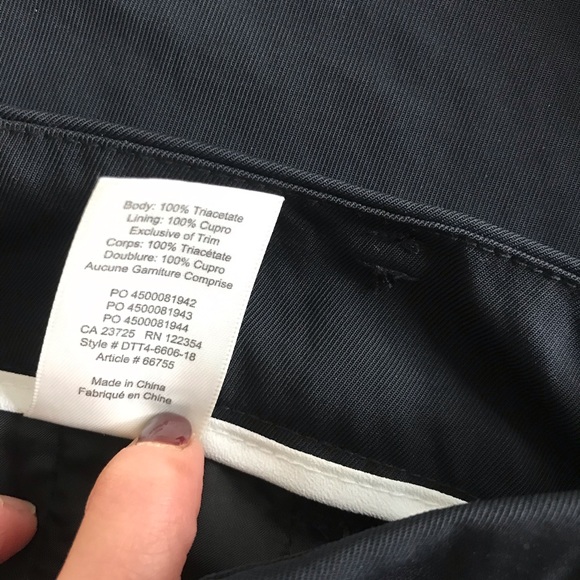 Body: 100% Triacetate
Lining: 100% Cupro
Exclusive of Trim
Corps: 100% Triacétate
Doublure: 100% Cupro
Aucune Garniture Comprise
PO 4500081942
PO 4500081943
PO 4500081944
CA 23725 RN 122354
Style # DTT4-6606-18
Article # 66755
Made in China
Fabriqué en Chine